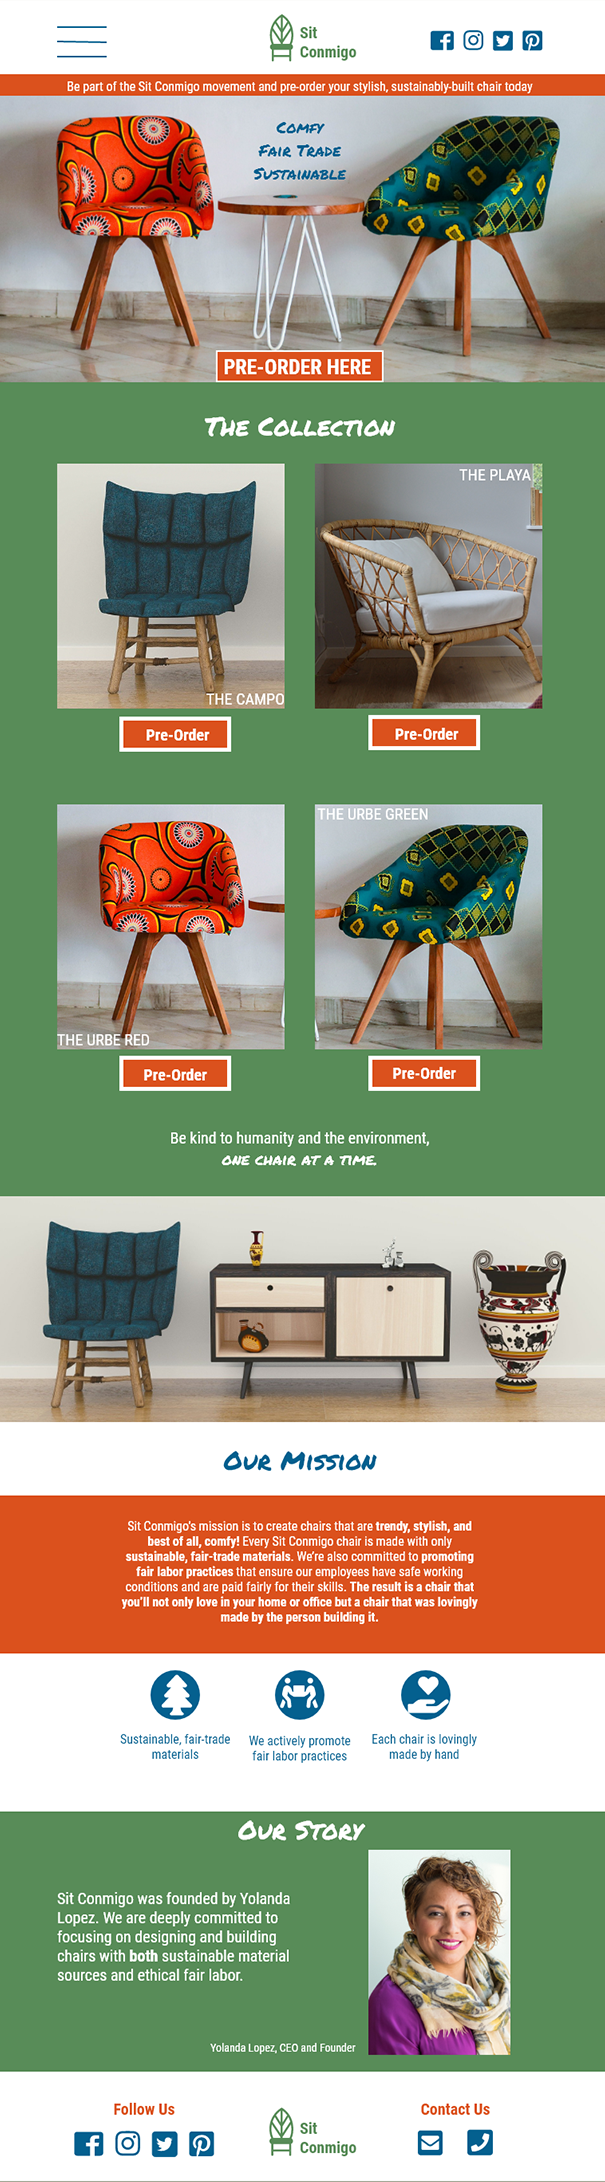 Sit
Conmigo
Be part of the Sit Conmigo movement and pre-order your stylish, sustainably-built chair today
Comfy
Fair Trade
Sustainable
PRE-ORDER HERE
The Collection
THE PLAYA
THE CAMPO
Pre-Order
Pre-Order
THE URBE GREEN
THE URBE RED
Pre-Order
Pre-Order
Be kind to humanity and the environment,
one chair at a time.
Our Mission
Sit Conmigo's mission is to create chairs that are trendy, stylish, and
best of all, comfy! Every Sit Conmigo chair is made with only
sustainable, fair-trade materials. We're also committed to promoting
fair labor practices that ensure our employees have safe working
conditions and are paid fairly for their skills. The result is a chair that
you'll not only love in your home or office but a chair that was lovingly
made by the person building it.
Sustainable, fair-trade
materials
We actively promote
fair labor practices
Each chair is lovingly
made by hand
Our Story
Sit Conmigo was founded by Yolanda
Lopez. We are deeply committed to
focusing on designing and building
chairs with both sustainable material
sources and ethical fair labor.
Yolanda Lopez, CEO and Founder
Follow Us
Sit
Conmigo
Contact Us